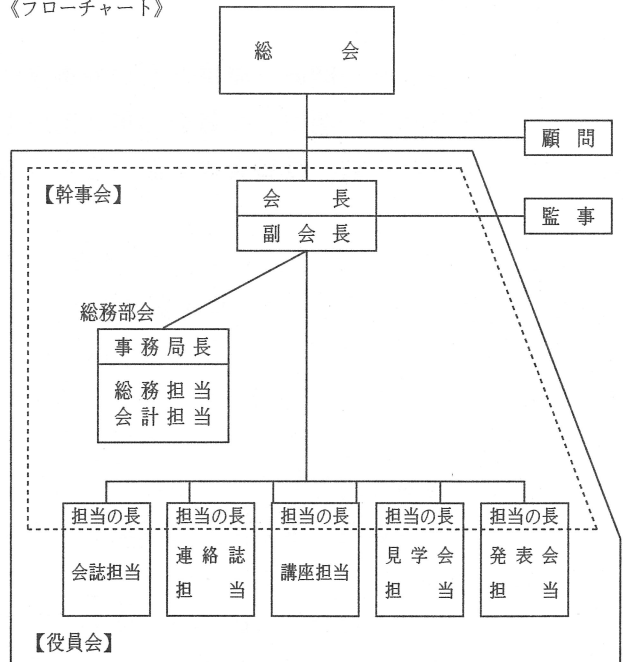 《フローチャート》
総会
顧問
【幹事会】
会長
監事
副会長
総務部会
事務局長
総務担当
会計担当
担当の長
担当の長
担当の長
担当の長
担当の長
会誌担当
連絡誌
担当
講座担当
見学会
担当
発表会
担当
【役員会】